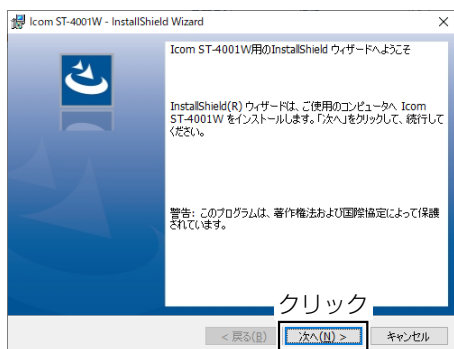 Icom ST-4001W - InstallShield Wizard
Icom ST-4001W用のInstallShield ウィザードへようこそ
InstallShield(R) ウィザードは、ご使用のコンピュータへ Icom
ST-4001W をインストールします。「次へ」をクリックして、続行して
ください。
警告: このプログラムは、著作権法および国際協定によって保護
されています。
クリック
< 戻る(B)
次へ(N) >
キャンセル